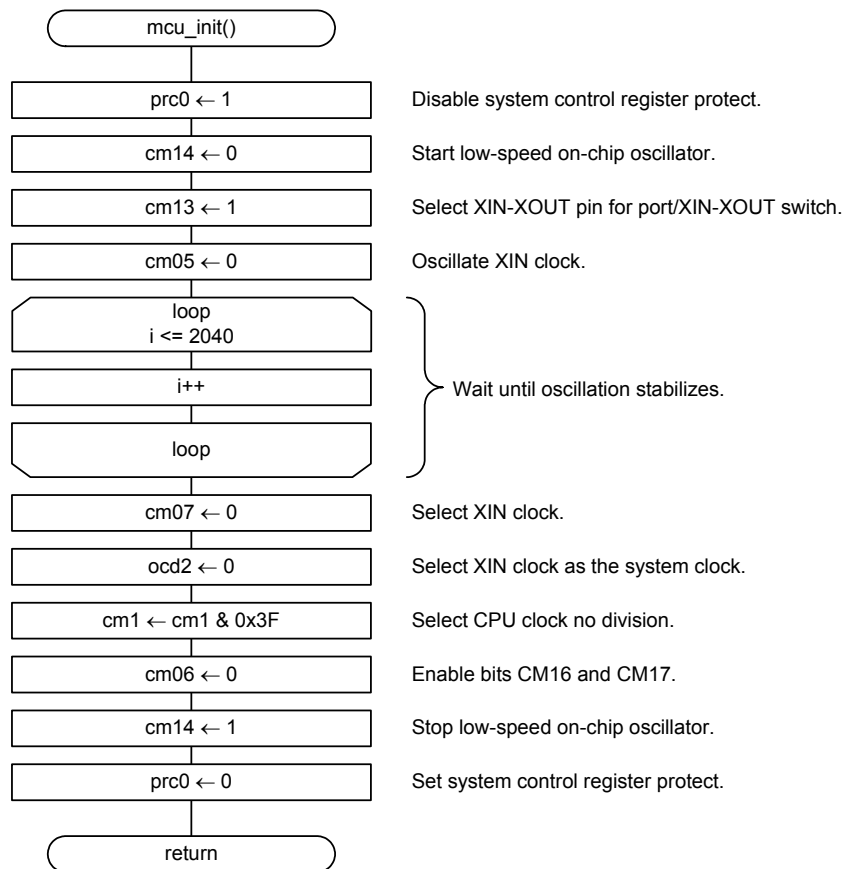 mcu_init()
prc0 ← 1
Disable system control register protect.
cm14 ← 0
Start low-speed on-chip oscillator.
cm13 ← 1
Select XIN-XOUT pin for port/XIN-XOUT switch.
cm05 ← 0
Oscillate XIN clock.
loop
i <= 2040
i++
Wait until oscillation stabilizes.
loop
cm07 ← 0
Select XIN clock.
ocd2 ← 0
Select XIN clock as the system clock.
cm1 ← cm1 & 0x3F
Select CPU clock no division.
cm06 ← 0
Enable bits CM16 and CM17.
cm14 ← 1
Stop low-speed on-chip oscillator.
prc0 ← 0
Set system control register protect.
return